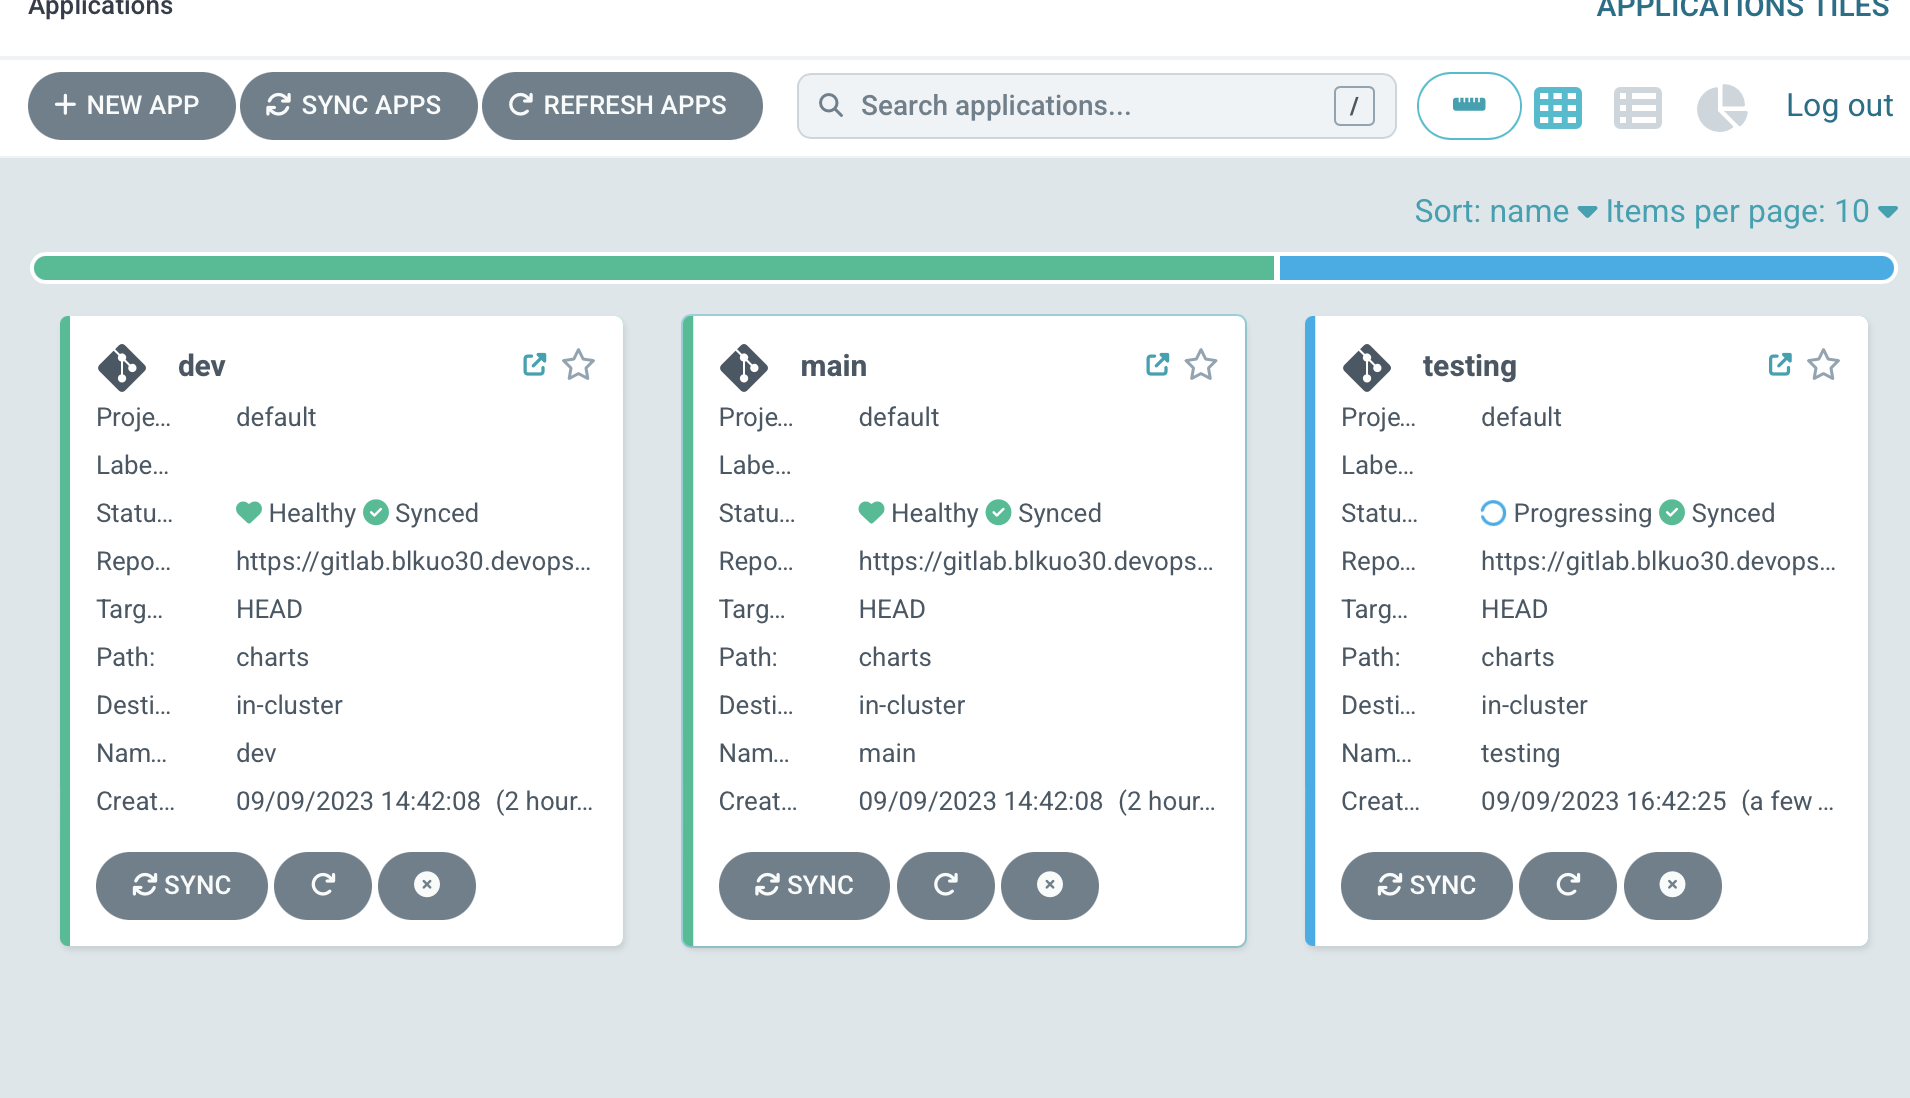 Applications
APPLICATIONS TILES
NEW APP
SYNC APPS
REFRESH APPS
Search applications...
/
Log out
Sort: name
Items per page: 10
dev
Proje... default
Labe...
Statu... Healthy Synced
Repo... https://gitlab.blkuo30.devops...
Targ... HEAD
Path: charts
Desti... in-cluster
Nam... dev
Creat... 09/09/2023 14:42:08 (2 hour...
SYNC
main
Proje... default
Labe...
Statu... Healthy Synced
Repo... https://gitlab.blkuo30.devops...
Targ... HEAD
Path: charts
Desti... in-cluster
Nam... main
Creat... 09/09/2023 14:42:08 (2 hour...
SYNC
testing
Proje... default
Labe...
Statu... Progressing Synced
Repo... https://gitlab.blkuo30.devops...
Targ... HEAD
Path: charts
Desti... in-cluster
Nam... testing
Creat... 09/09/2023 16:42:25 (a few ...
SYNC